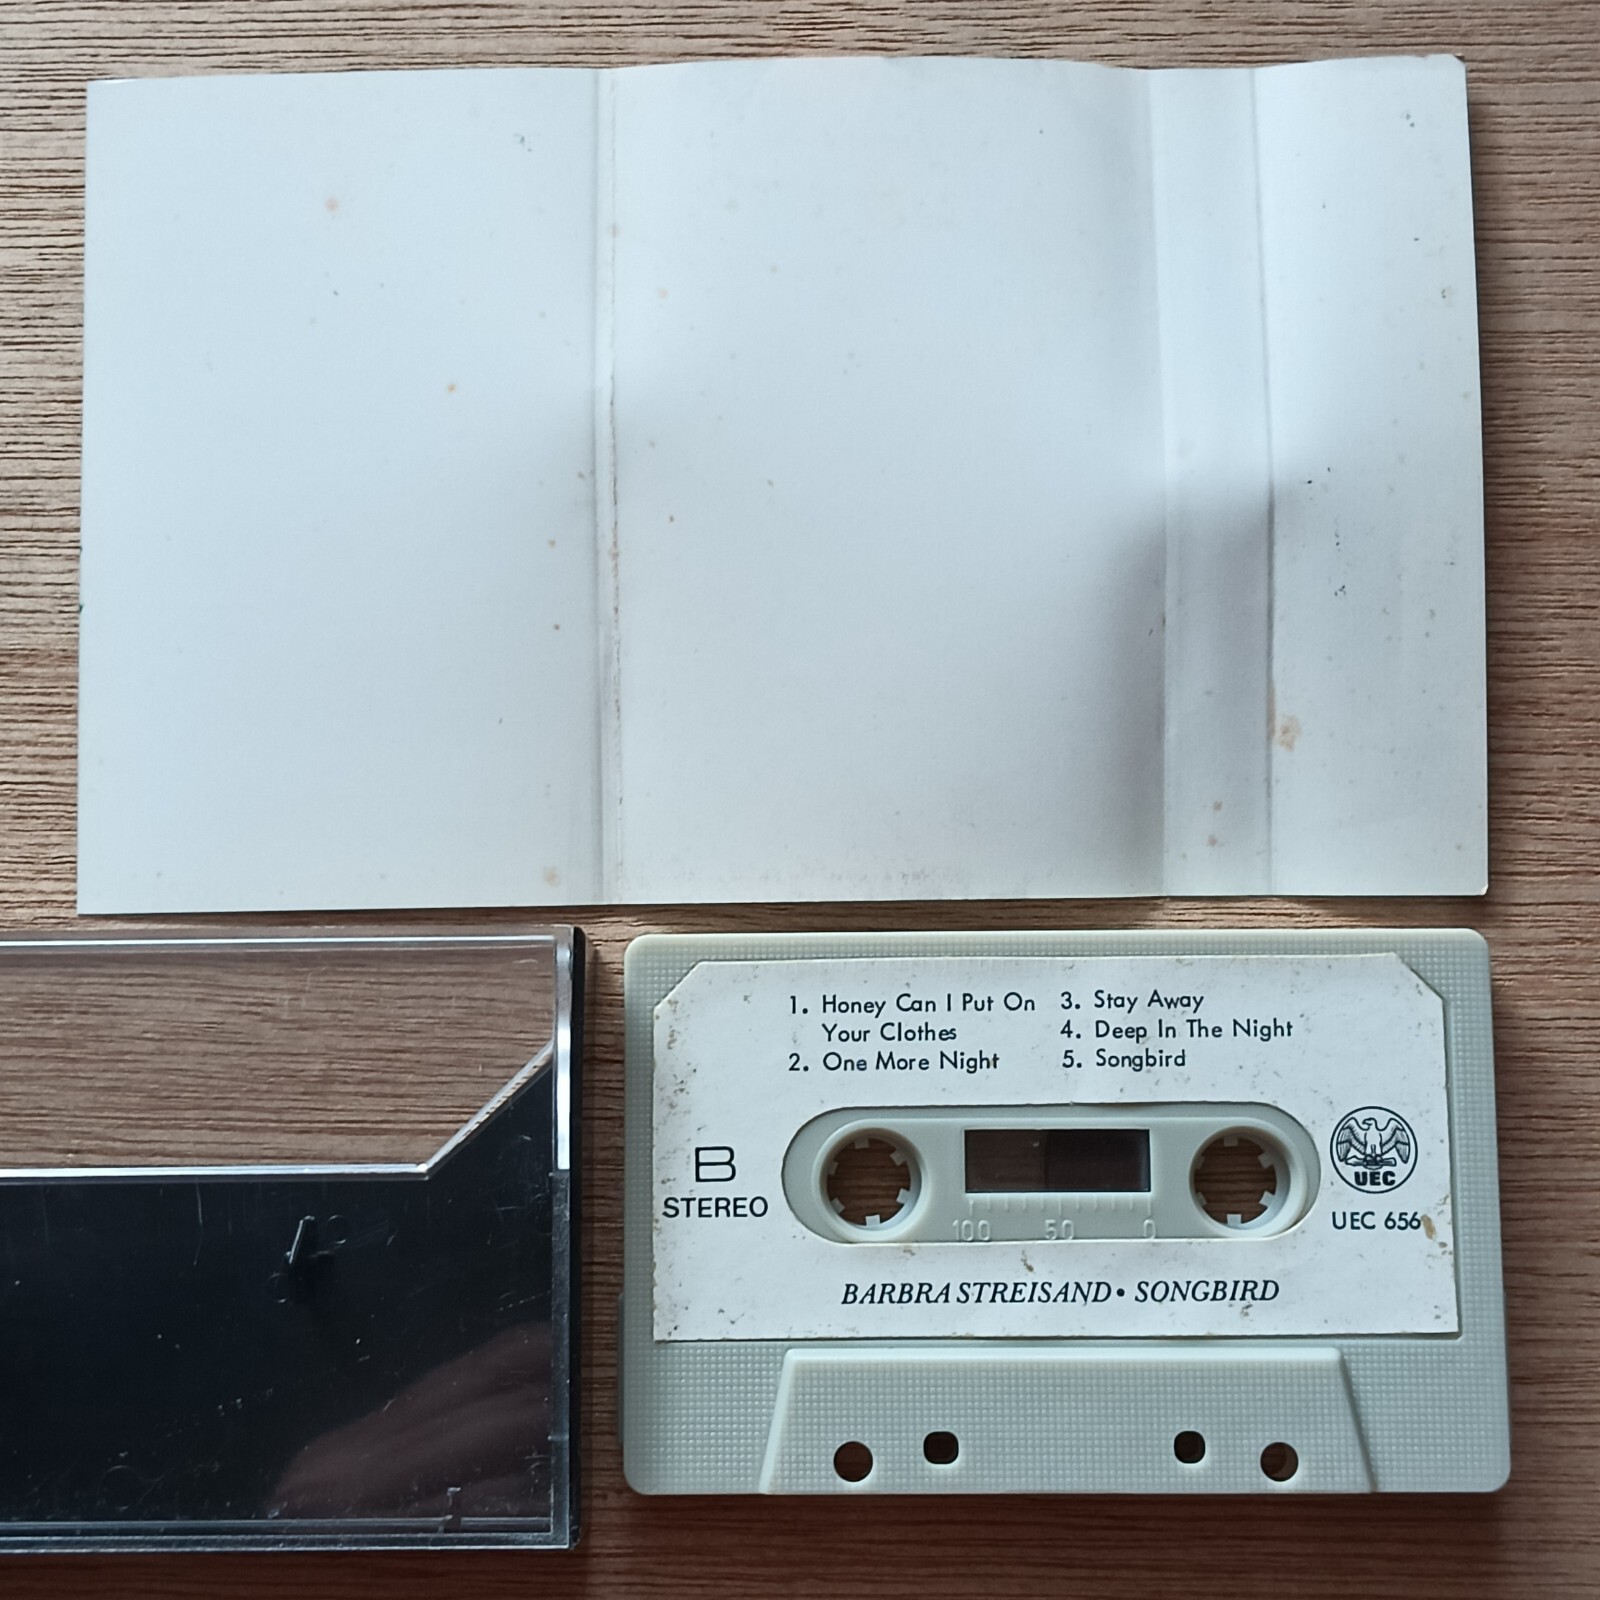 1. Honey Can I Put On
Your Clothes
2. One More Night
3. Stay Away
4. Deep In The Night
5. Songbird
B
STEREO
100 50 0
UEC
UEC 656
BARBRA STREISAND • SONGBIRD